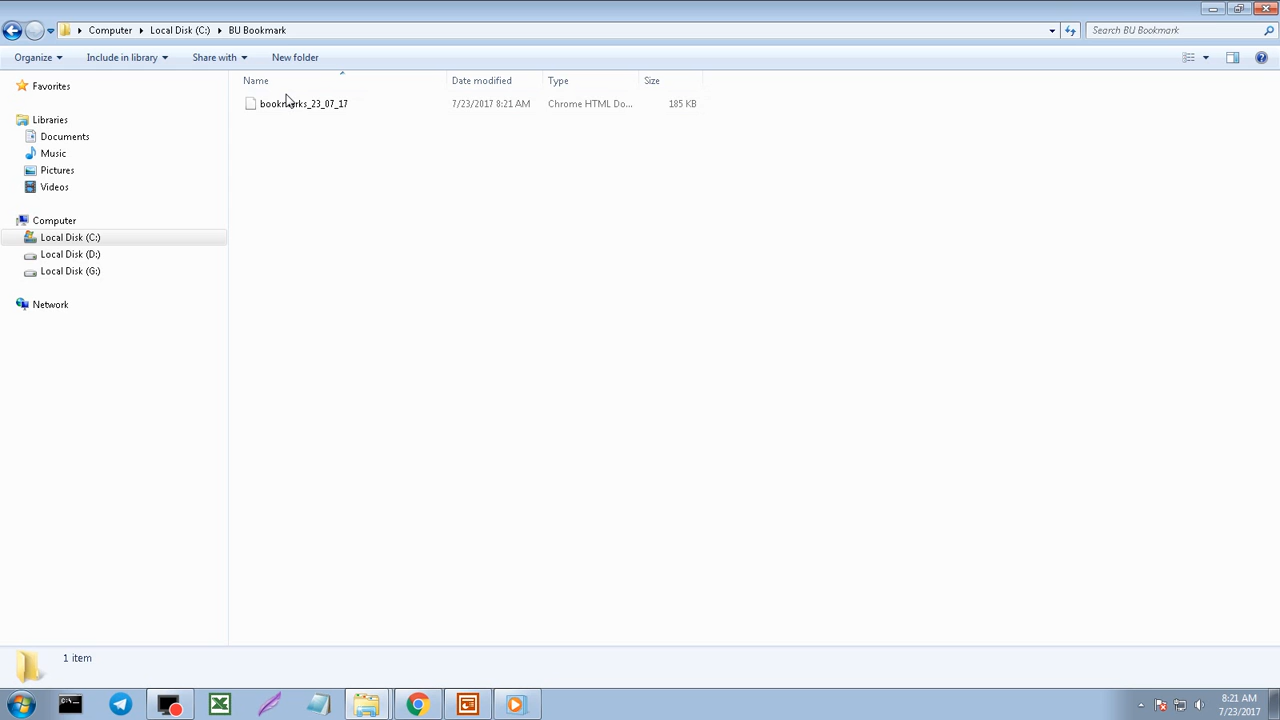 Computer Local Disk (C:) BU Bookmark Search BU Bookmark
Organize Include in library Share with New folder
Favorites
Libraries
Documents
Music
Pictures
Videos
Computer
Local Disk (C:)
Local Disk (D:)
Local Disk (G:)
Network
Name Date modified Type Size
bookmarks_23_07_17 7/23/2017 8:21 AM Chrome HTML Do... 185 KB
1 item
8:21 AM
7/23/2017